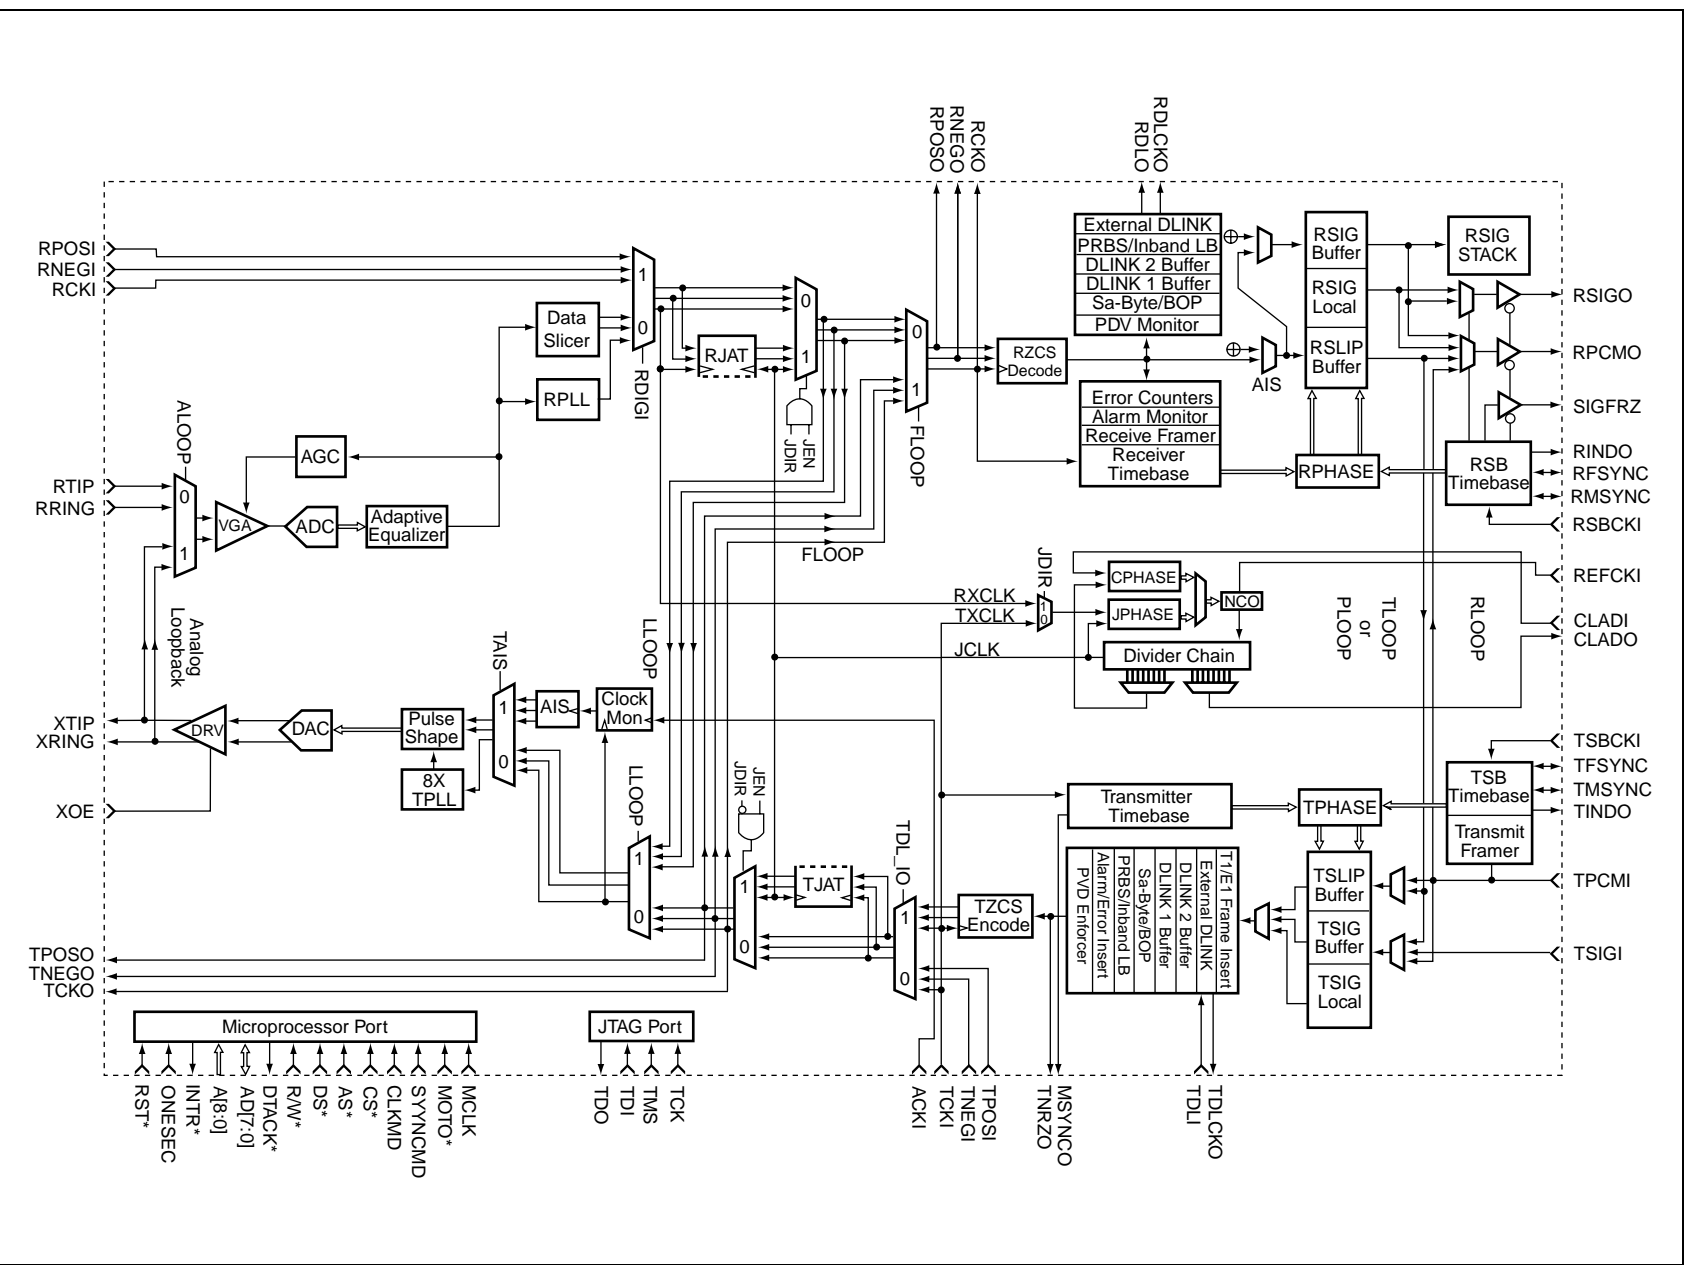 RPOSO
RNEGO
RCKO
RDLO
RDLCKO
RPOSI
RNEGI
RCKI
1
0
RDIGI
Data
Slicer
RPLL
RJAT
0
1
JDIR
JEN
0
1
FLOOP
RZCS
Decode
External DLINK
PRBS/Inband LB
DLINK 2 Buffer
DLINK 1 Buffer
Sa-Byte/BOP
PDV Monitor
Error Counters
Alarm Monitor
Receive Framer
Receiver
Timebase
AIS
RSIG
Buffer
RSIG
Local
RSLIP
Buffer
RSIG
STACK
RSIGO
RPCMO
SIGFRZ
RPHASE
RSB
Timebase
RINDO
RFSYNC
RMSYNC
RSBCKI
ALOOP
AGC
RTIP
RRING
0
1
VGA
ADC
Adaptive
Equalizer
FLOOP
JDIR
1
0
RXCLK
TXCLK
JCLK
CPHASE
JPHASE
NCO
Divider Chain
REFCKI
CLADI
CLADO
PLOOP
or
TLOOP
RLOOP
Analog
Loopback
LLOOP
TAIS
1
0
AIS
Clock
Mon
XTIP
XRING
DRV
DAC
Pulse
Shape
8X
TPLL
XOE
LLOOP
1
0
JDIR
JEN
1
0
TJAT
TDL_IO
1
0
TZCS
Encode
Transmitter
Timebase
TPHASE
TSB
Timebase
Transmit
Framer
TSBCKI
TFSYNC
TMSYNC
TINDO
TPCMI
TSIGI
T1/E1 Frame Insert
External DLINK
DLINK 2 Buffer
DLINK 1 Buffer
Sa-Byte/BOP
PRBS/Inband LB
Alarm/Error Insert
PVD Enforcer
TSLIP
Buffer
TSIG
Buffer
TSIG
Local
TPOSO
TNEGO
TCKO
Microprocessor Port
JTAG Port
RST*
ONESEC
INTR*
A[8:0]
AD[7:0]
DTACK*
R/W*
DS*
AS*
CS*
CLKMD
SYYNCMD
MOTO*
MCLK
TDO
TDI
TMS
TCK
ACKI
TCKI
TNEGI
TPOSI
TNRZO
MSYNCO
TDLI
TDLCKO